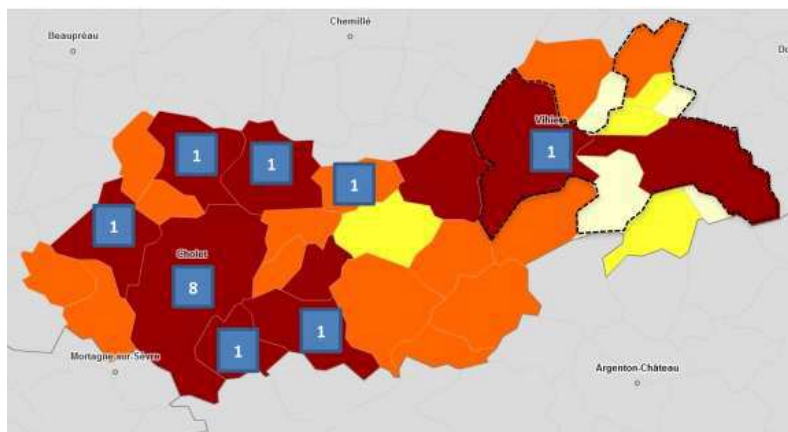 Chemillé
Beaupréau
Vihiers
1
1
1
1
1
Cholet
8
1
1
Mortagne-sur-Sèvre
Argenton-Château